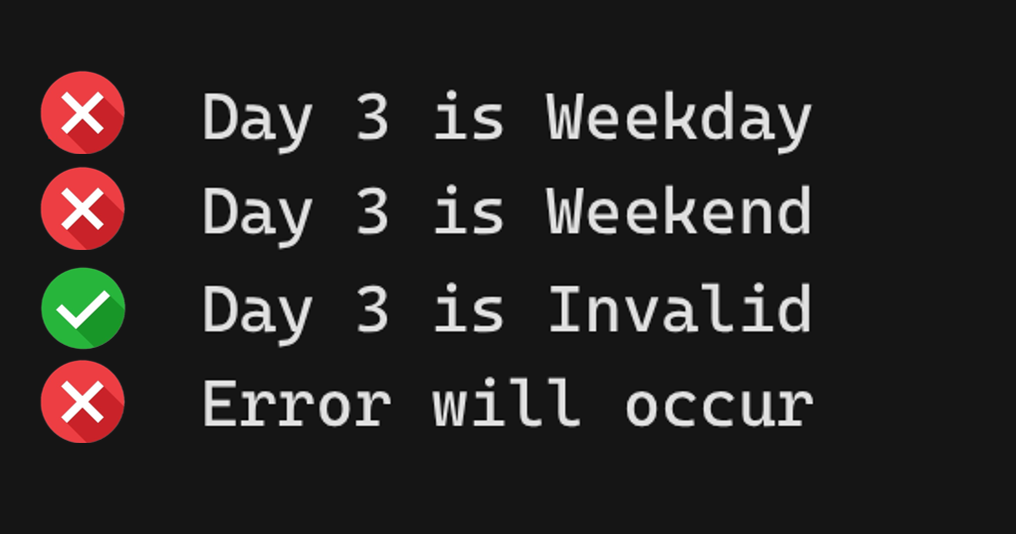 Day 3 is Weekday
Day 3 is Weekend
Day 3 is Invalid
Error will occur